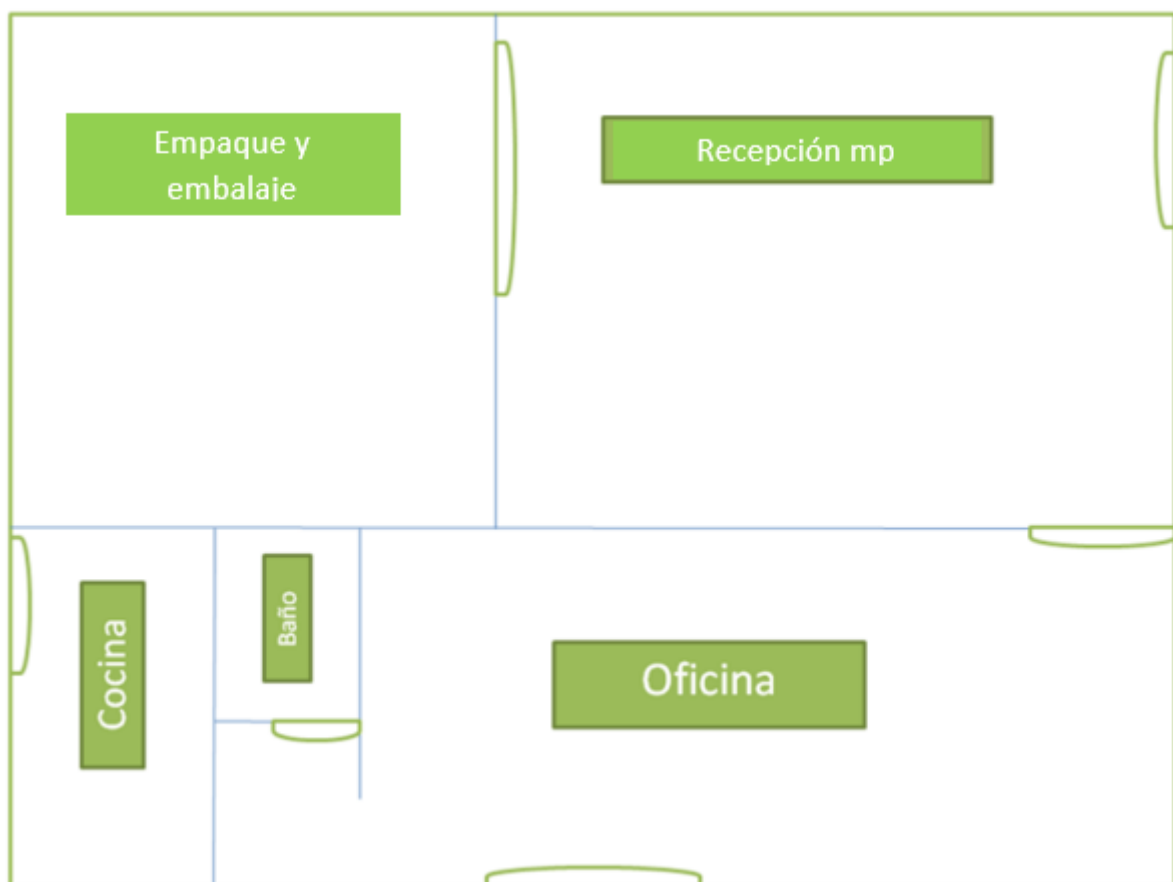 Empaque y
embalaje
Recepción mp
Cocina
Baño
Oficina